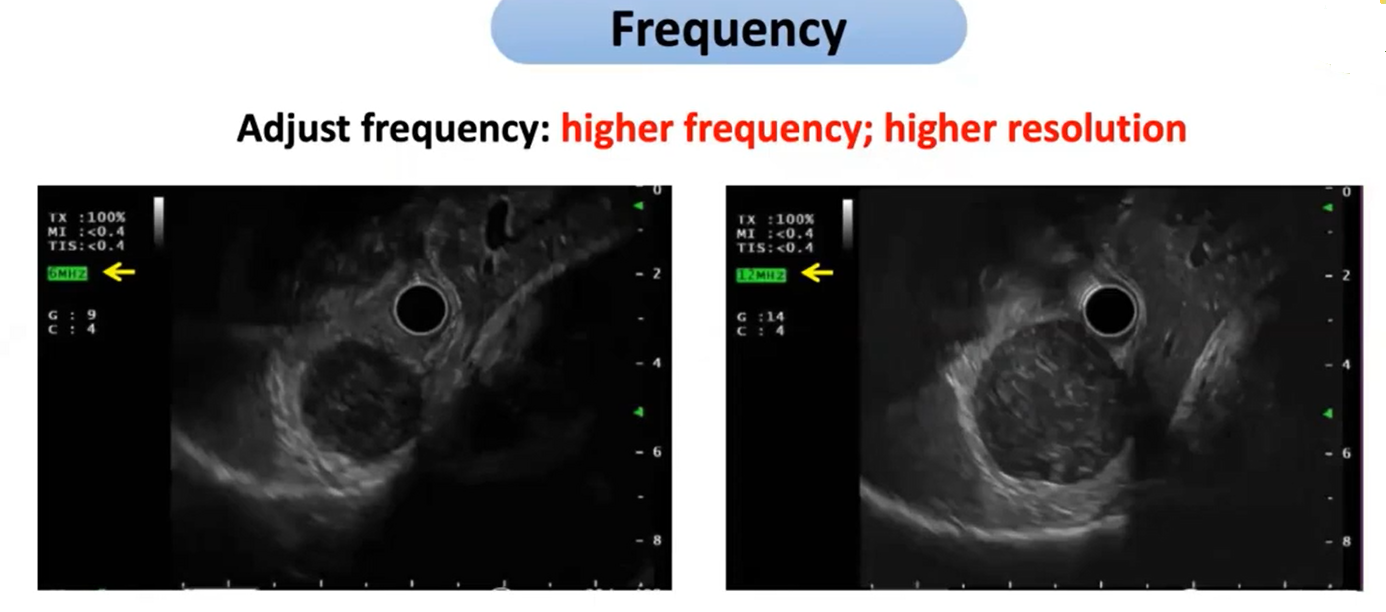 Frequency
Adjust frequency: higher frequency; higher resolution
TX :100%
MI :<0.4
TIS:<0.4
6MHZ
G : 9
C : 4
0
2
4
6
8
TX :100%
MI :<0.4
TIS:<0.4
12MHZ
G :14
C : 4
0
2
4
6
8